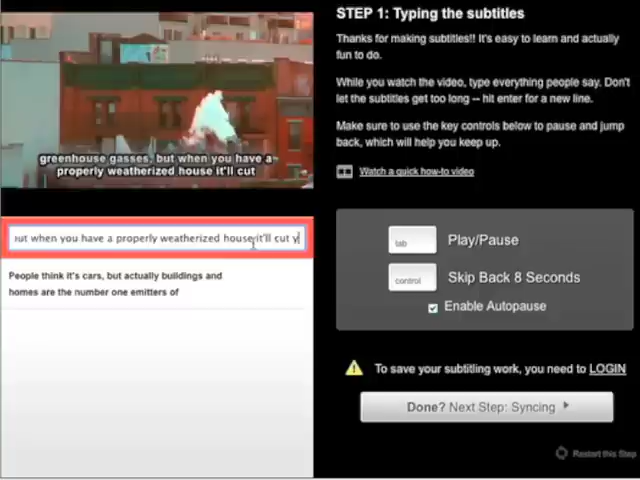 STEP 1: Typing the subtitles
Thanks for making subtitles!! It's easy to learn and actually
fun to do.
While you watch the video, type everything people say. Don't
let the subtitles get too long -- hit enter for a new line.
Make sure to use the key controls below to pause and jump
back, which will help you keep up.
Watch a quick how-to video
greenhouse gasses, but when you have a
properly weatherized house it'll cut
when you have a properly weatherized house it'll cut y
People think it's cars, but actually buildings and
homes are the number one emitters of
tab
Play/Pause
control
Skip Back 8 Seconds
Enable Autopause
To save your subtitling work, you need to LOGIN
Done? Next Step: Syncing
Restart this Step